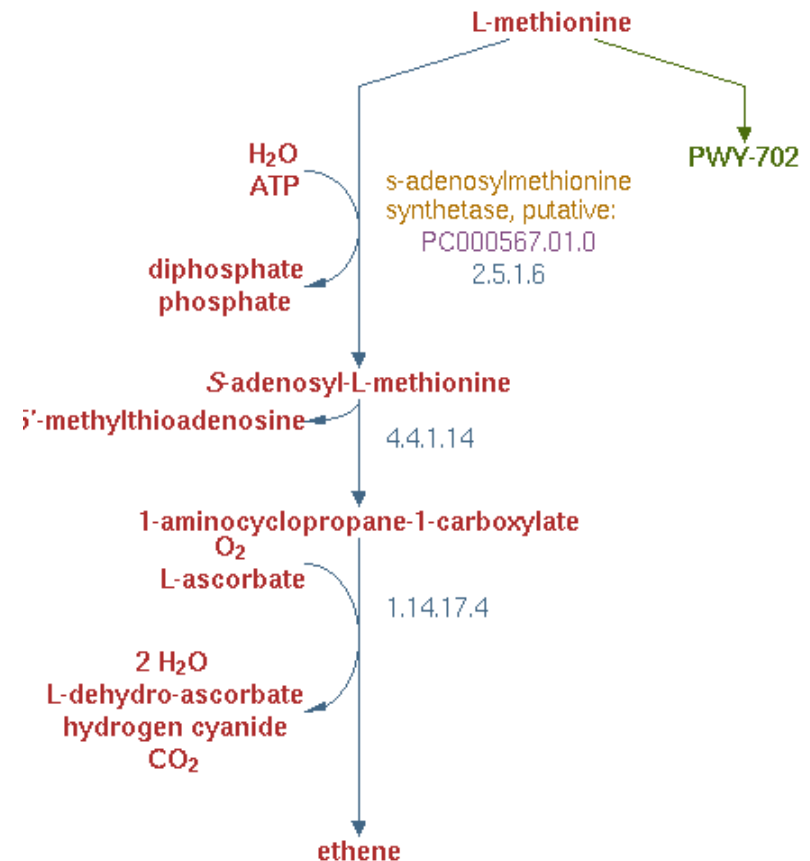 L-methionine
PWY-702
H₂O
ATP
s-adenosylmethionine
synthetase, putative:
PC000567.01.0
2.5.1.6
diphosphate
phosphate
S-adenosyl-L-methionine
5'-methylthioadenosine
4.4.1.14
1-aminocyclopropane-1-carboxylate
O₂
L-ascorbate
1.14.17.4
2 H₂O
L-dehydro-ascorbate
hydrogen cyanide
CO₂
ethene